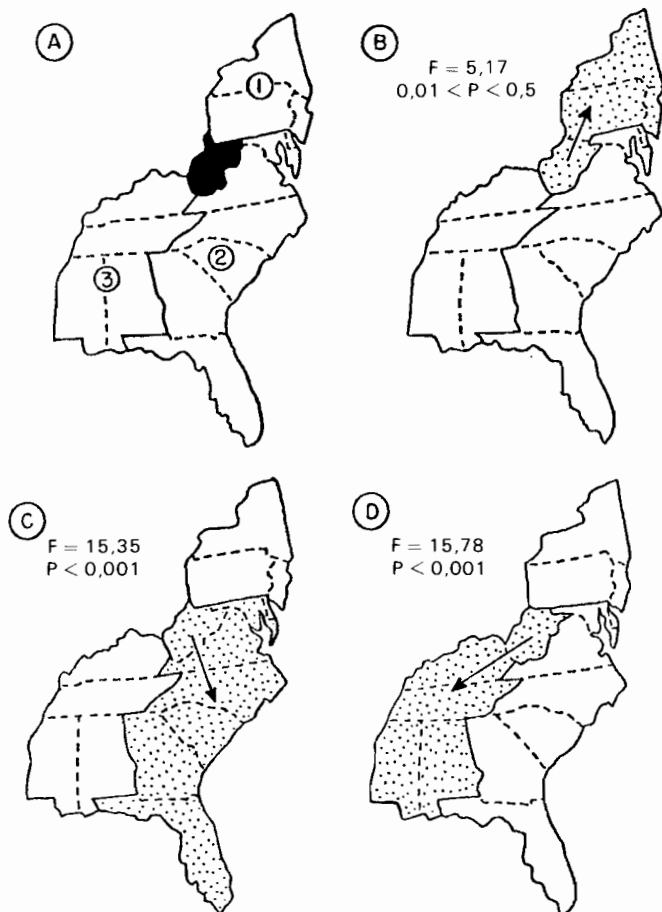 A
1
2
3
B
F = 5,17
0,01 < P < 0,5
C
F = 15,35
P < 0,001
D
F = 15,78
P < 0,001